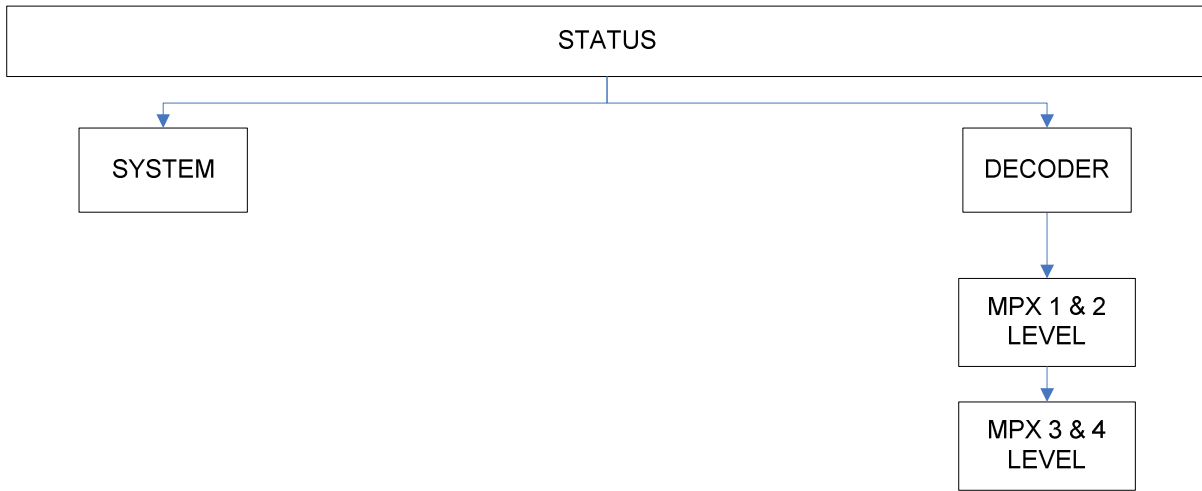 STATUS
SYSTEM
DECODER
MPX 1 & 2
LEVEL
MPX 3 & 4
LEVEL